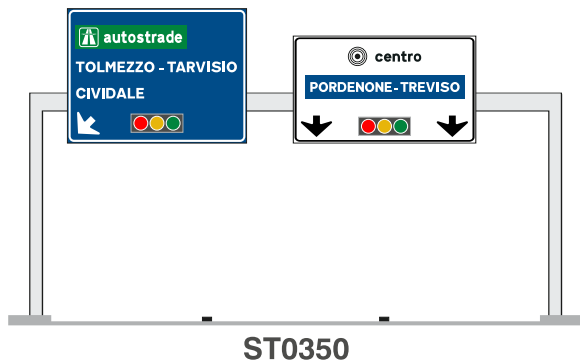 autostrade
TOLMEZZO - TARVISIO
CIVIDALE
centro
PORDENONE-TREVISO
ST0350